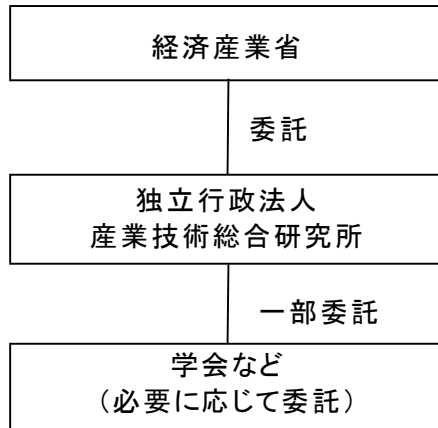 経済産業省
委託
独立行政法人
産業技術総合研究所
一部委託
学会など
（必要に応じて委託）